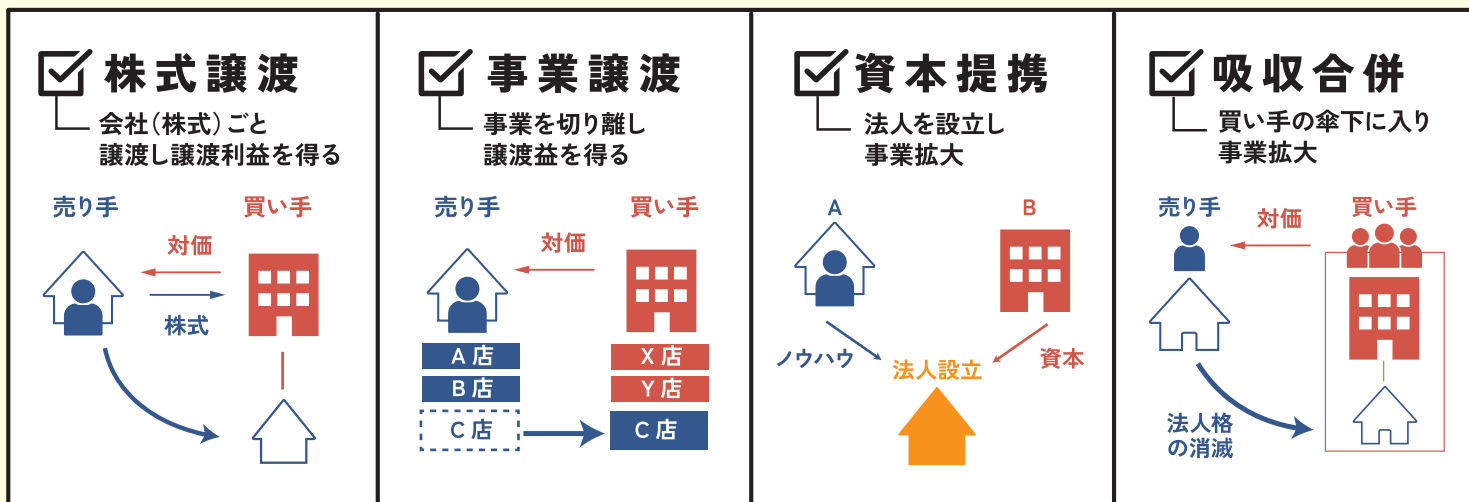 株式譲渡
会社(株式)ごと
譲渡し譲渡利益を得る
売り手
買い手
対価
株式
事業譲渡
事業を切り離し
譲渡益を得る
売り手
買い手
対価
A店
X店
B店
Y店
C店
C店
資本提携
法人を設立し
事業拡大
A
B
ノウハウ
資本
法人設立
吸収合併
買い手の傘下に入り
事業拡大
売り手
買い手
対価
法人格
の消滅